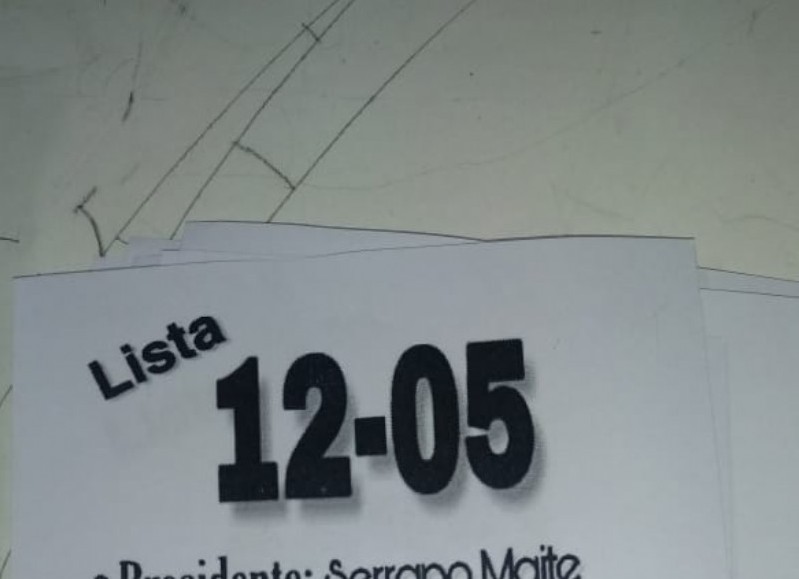 Lista
12-05
• Presidente: Serrano Maite